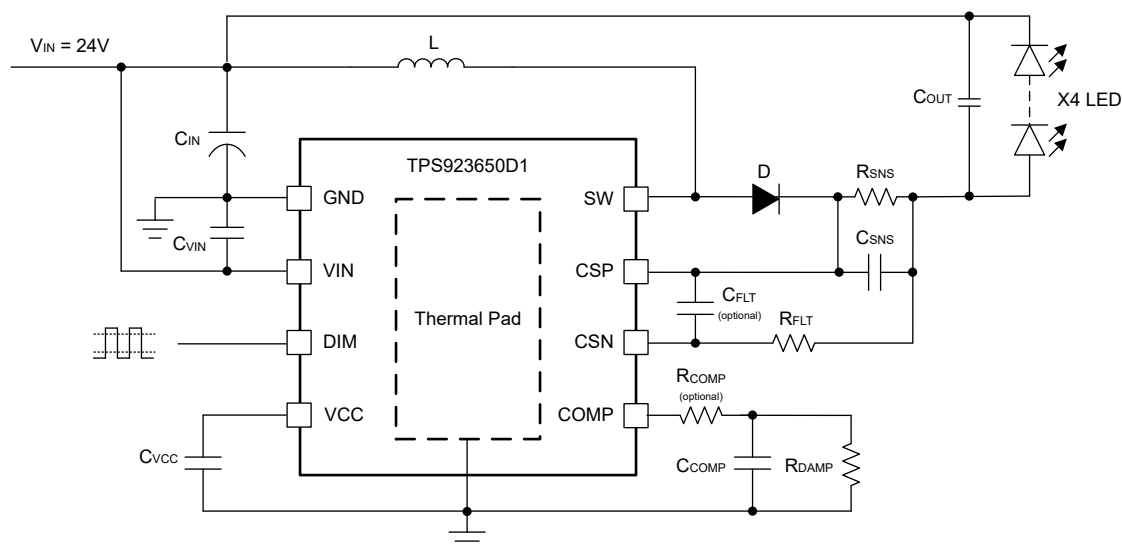 VIN = 24V
L
COUT
X4 LED
CIN
TPS923650D1
D
RSNS
GND
SW
CSNS
CVIN
VIN
CSP
CFLT
(optional)
Thermal Pad
RFLT
DIM
CSN
RCOMP
(optional)
VCC
COMP
CVCC
CCOMP
RDAMP